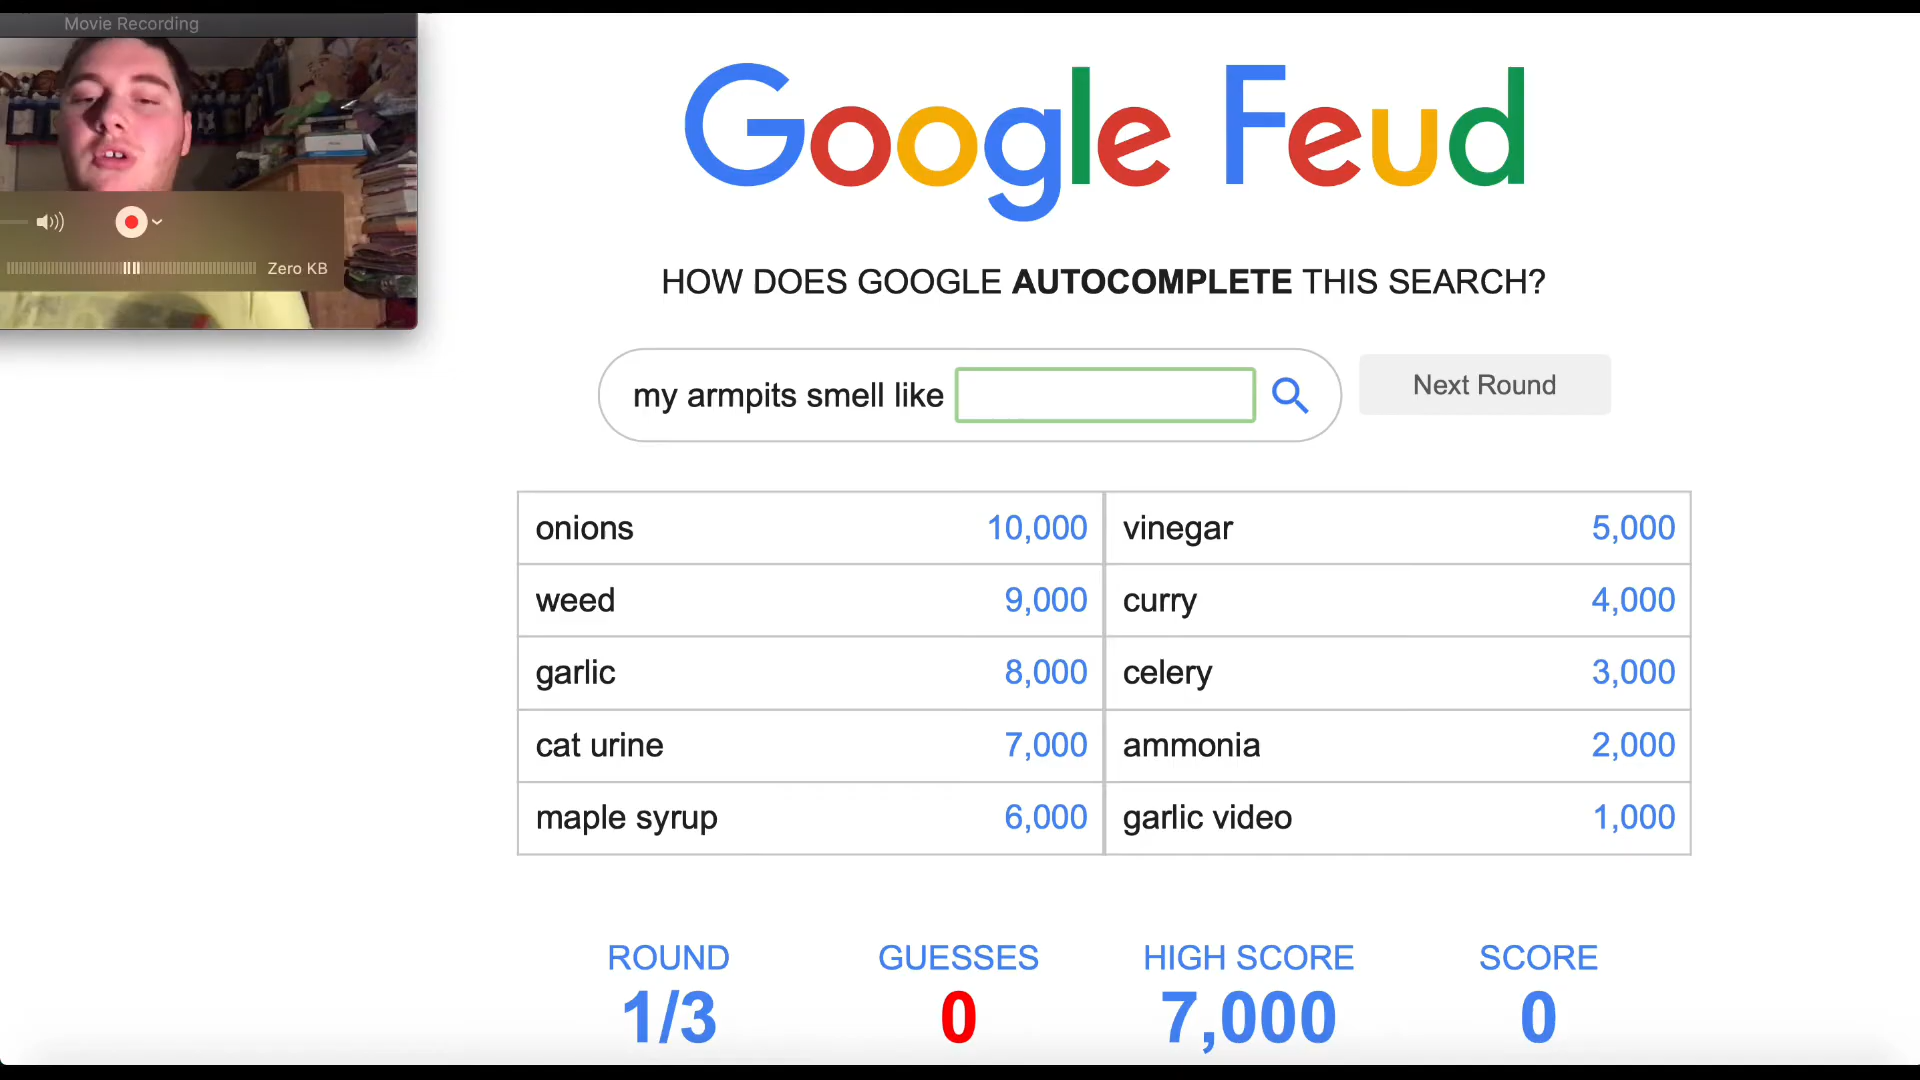 Movie Recording
Zero KB
Google Feud
HOW DOES GOOGLE AUTOCOMPLETE THIS SEARCH?
my armpits smell like
Next Round
onions 10,000 vinegar 5,000
weed 9,000 curry 4,000
garlic 8,000 celery 3,000
cat urine 7,000 ammonia 2,000
maple syrup 6,000 garlic video 1,000
ROUND GUESSES HIGH SCORE SCORE
1/3 0 7,000 0